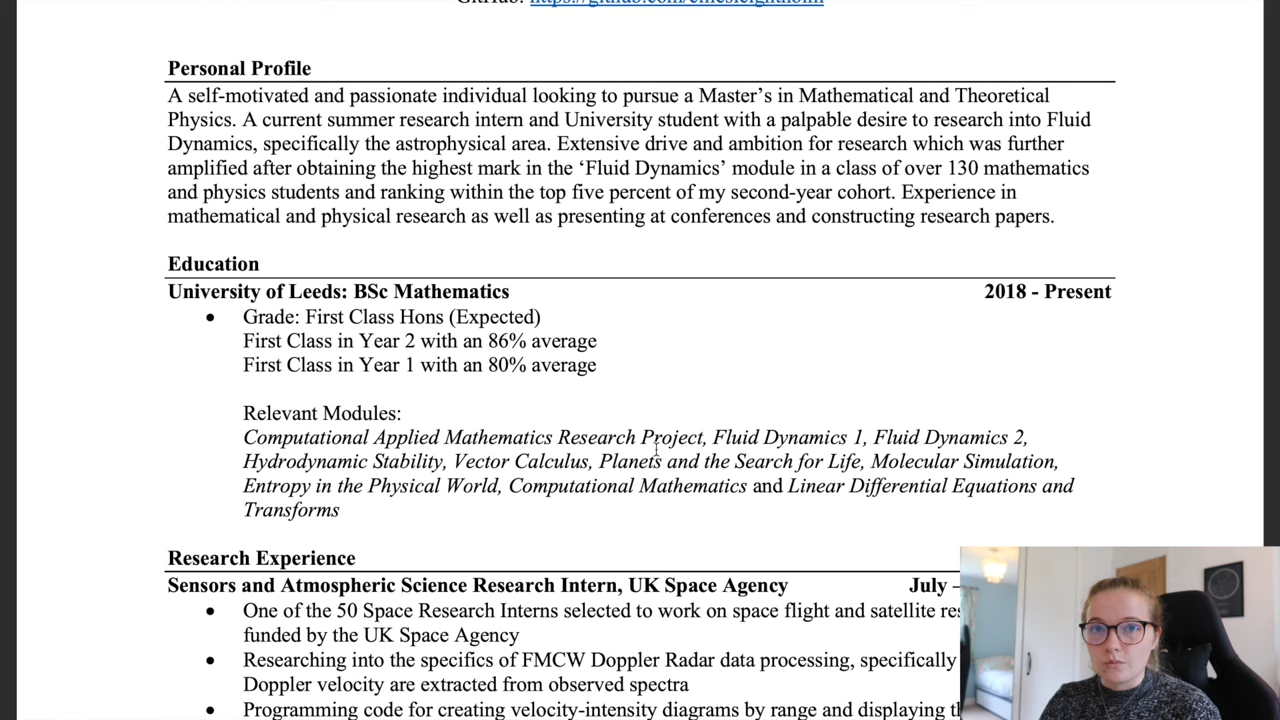 GitHub:
Personal Profile
A self-motivated and passionate individual looking to pursue a Master's in Mathematical and Theoretical
Physics. A current summer research intern and University student with a palpable desire to research into Fluid
Dynamics, specifically the astrophysical area. Extensive drive and ambition for research which was further
amplified after obtaining the highest mark in the ‘Fluid Dynamics’ module in a class of over 130 mathematics
and physics students and ranking within the top five percent of my second-year cohort. Experience in
mathematical and physical research as well as presenting at conferences and constructing research papers.
Education
University of Leeds: BSc Mathematics 2018 - Present
• Grade: First Class Hons (Expected)
First Class in Year 2 with an 86% average
First Class in Year 1 with an 80% average
Relevant Modules:
Computational Applied Mathematics Research Project, Fluid Dynamics 1, Fluid Dynamics 2,
Hydrodynamic Stability, Vector Calculus, Planets and the Search for Life, Molecular Simulation,
Entropy in the Physical World, Computational Mathematics and Linear Differential Equations and
Transforms
Research Experience
Sensors and Atmospheric Science Research Intern, UK Space Agency July –
• One of the 50 Space Research Interns selected to work on space flight and satellite
funded by the UK Space Agency
• Researching into the specifics of FMCW Doppler Radar data processing, specifically
Doppler velocity are extracted from observed spectra
• Programming code for creating velocity-intensity diagrams by range and displaying